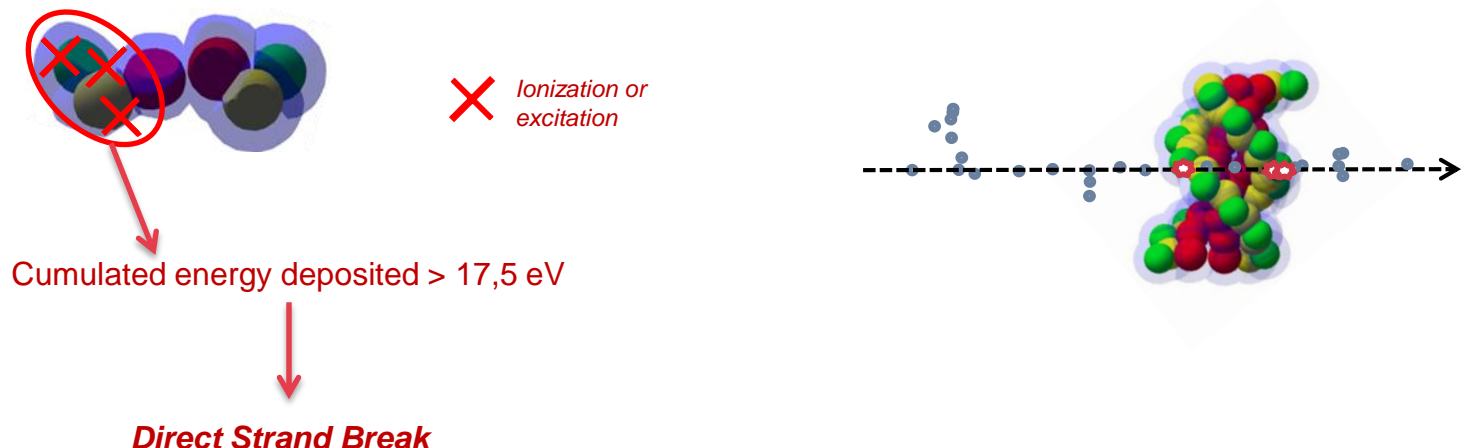 Ionization or
excitation
Cumulated energy deposited > 17,5 eV
Direct Strand Break